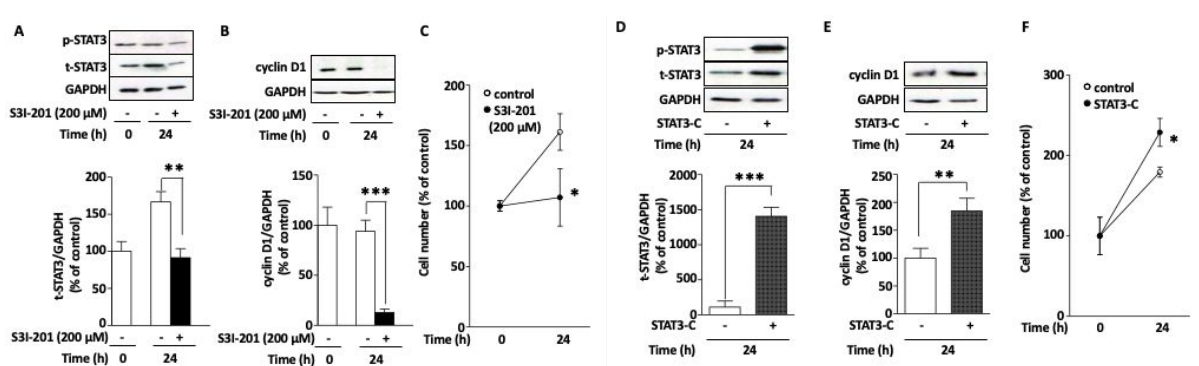 A
p-STAT3
t-STAT3
GAPDH
S3I-201 (200 μM) - - +
Time (h) 0 24
t-STAT3/GAPDH
(% of control)
200
150
100
50
0
**
S3I-201 (200 μM) - - +
Time (h) 0 24
B
cyclin D1
GAPDH
S3I-201 (200 μM) - - +
Time (h) 0 24
cyclin D1/GAPDH
(% of control)
150
100
50
0
***
S3I-201 (200 μM) - - +
Time (h) 0 24
C
Cell number (% of control)
200
150
100
50
0
control
S3I-201
(200 μM)
*
0 24
Time (h)
D
p-STAT3
t-STAT3
GAPDH
STAT3-C - +
Time (h) 24
t-STAT3/GAPDH
(% of control)
1500
1400
2000
500
0
***
STAT3-C - +
Time (h) 24
E
cyclin D1
GAPDH
STAT3-C - +
Time (h) 24
cyclin D1/GAPDH
(% of control)
250
200
150
100
50
0
**
STAT3-C - +
Time (h) 24
F
Cell number (% of control)
300
200
100
0
control
STAT3-C
*
0 24
Time (h)